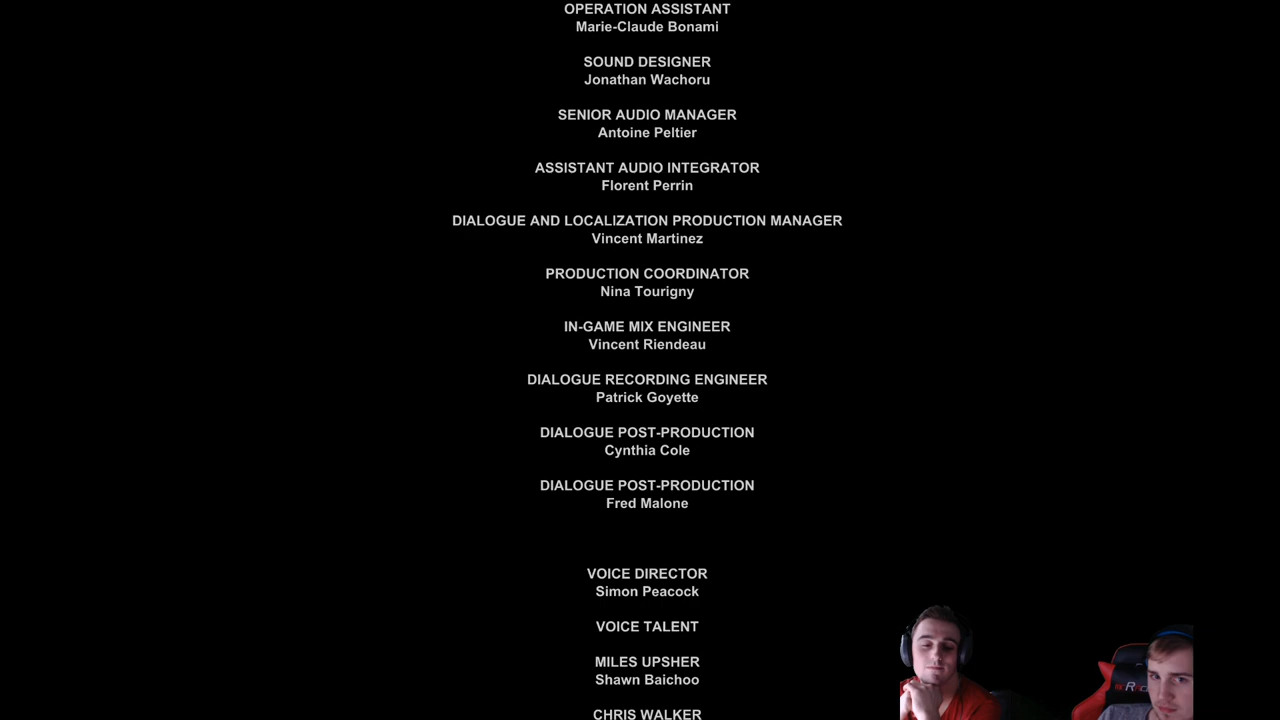 OPERATION ASSISTANT
Marie-Claude Bonami
SOUND DESIGNER
Jonathan Wachoru
SENIOR AUDIO MANAGER
Antoine Peltier
ASSISTANT AUDIO INTEGRATOR
Florent Perrin
DIALOGUE AND LOCALIZATION PRODUCTION MANAGER
Vincent Martinez
PRODUCTION COORDINATOR
Nina Tourigny
IN-GAME MIX ENGINEER
Vincent Riendeau
DIALOGUE RECORDING ENGINEER
Patrick Goyette
DIALOGUE POST-PRODUCTION
Cynthia Cole
DIALOGUE POST-PRODUCTION
Fred Malone
VOICE DIRECTOR
Simon Peacock
VOICE TALENT
MILES UPSHER
Shawn Baichoo
CHRIS WALKER